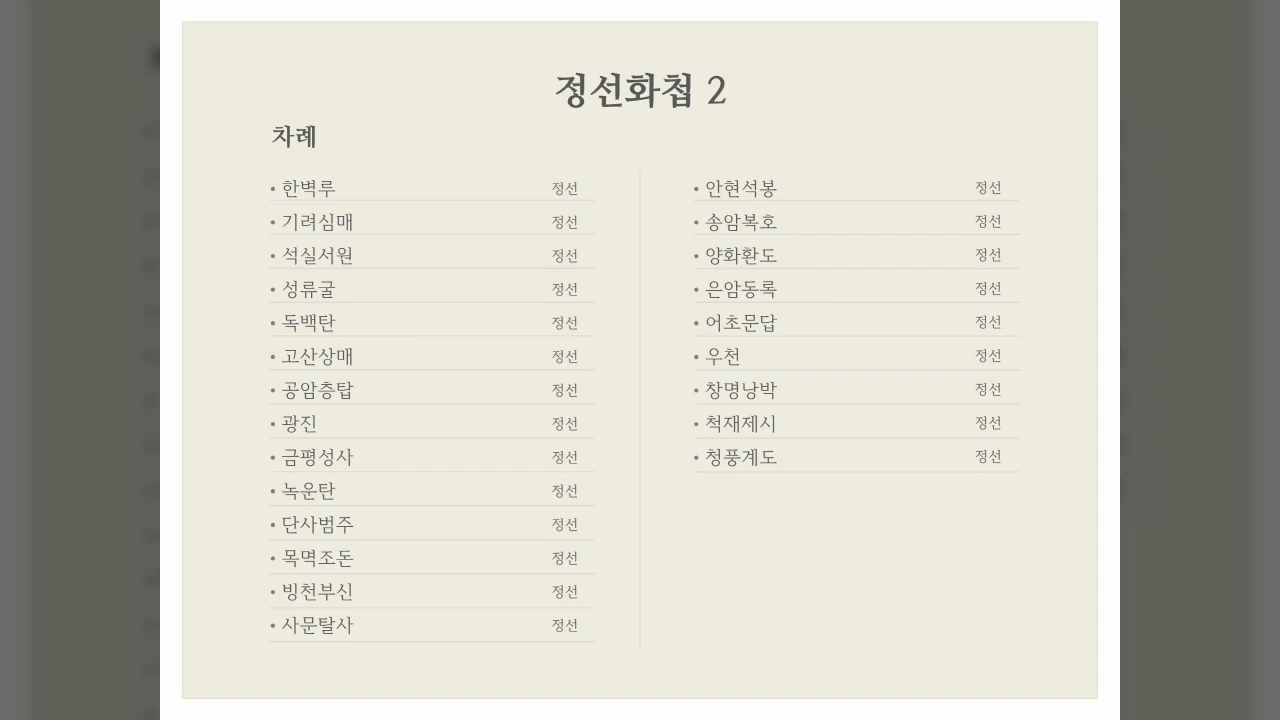 정선화첩 2
차례
• 한벽루 정선
• 기려심매 정선
• 석실서원 정선
• 성류굴 정선
• 독백탄 정선
• 고산상매 정선
• 공암층탑 정선
• 광진 정선
• 금평성사 정선
• 녹운탄 정선
• 단사범주 정선
• 목멱조돈 정선
• 빙천부신 정선
• 사문탈사 정선
• 안현석봉 정선
• 송암복호 정선
• 양화환도 정선
• 은암동록 정선
• 어초문답 정선
• 우천 정선
• 창명낭박 정선
• 척재제시 정선
• 청풍계도 정선